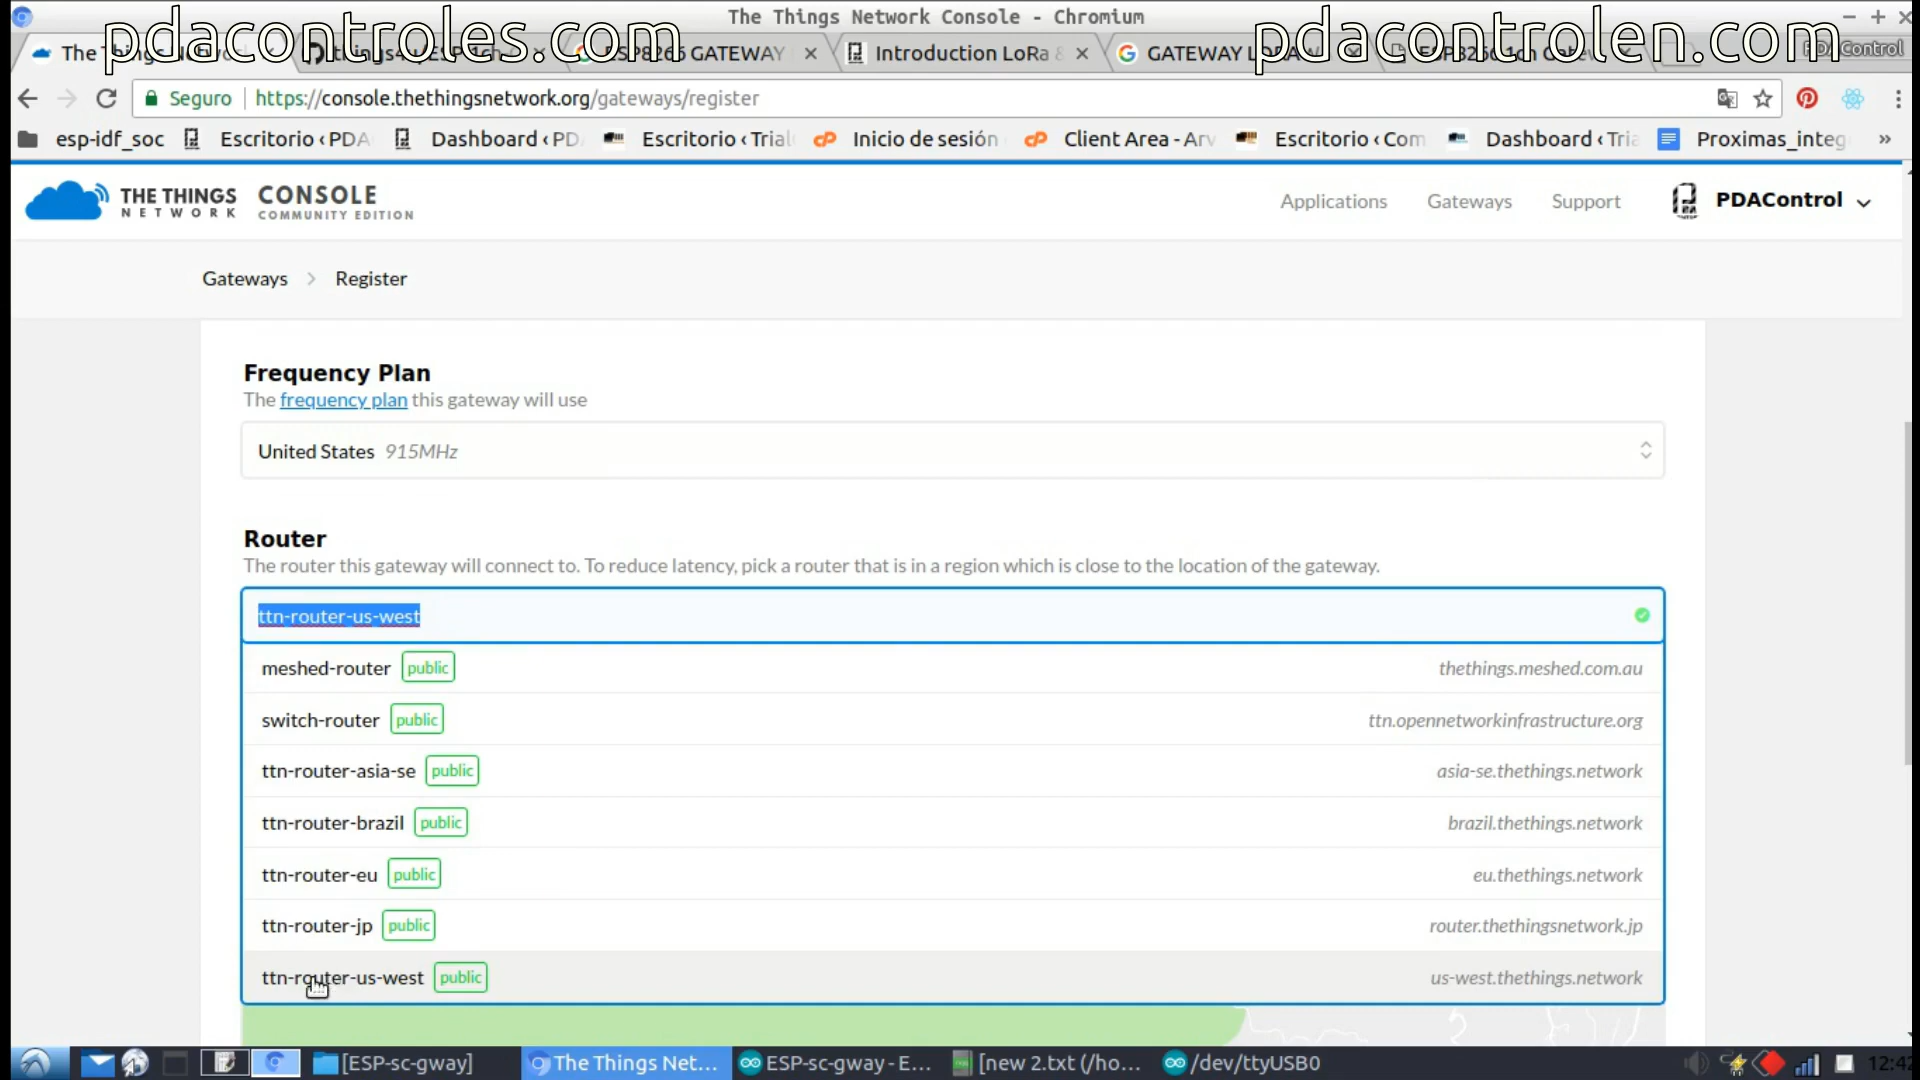 The Things Network Console - Chromium
pdacontroles.com
pdacontrolen.com
ESP8266 GATEWAY
Introduction LoRa &
GATEWAY LORA
PDAControl
Seguro
https://console.thethingsnetwork.org/gateways/register
esp-idf_soc
Escritorio ‹ PDA
Dashboard ‹ PD
Escritorio ‹ Trial
Inicio de sesión
Client Area - Arv
Escritorio ‹ Com
Dashboard ‹ Tria
Proximas_integ
»
THE THINGS
NETWORK
CONSOLE
COMMUNITY EDITION
Applications
Gateways
Support
PDAControl
Gateways
Register
Frequency Plan
The frequency plan this gateway will use
United States 915MHz
Router
The router this gateway will connect to. To reduce latency, pick a router that is in a region which is close to the location of the gateway.
ttn-router-us-west
meshed-router public thethings.meshed.com.au
switch-router public ttn.opennetworkinfrastructure.org
ttn-router-asia-se public asia-se.thethings.network
ttn-router-brazil public brazil.thethings.network
ttn-router-eu public eu.thethings.network
ttn-router-jp public router.thethingsnetwork.jp
ttn-router-us-west public us-west.thethings.network
[ESP-sc-gway]
The Things Net...
ESP-sc-gway - E...
[new 2.txt (/ho...
/dev/ttyUSB0
12:42